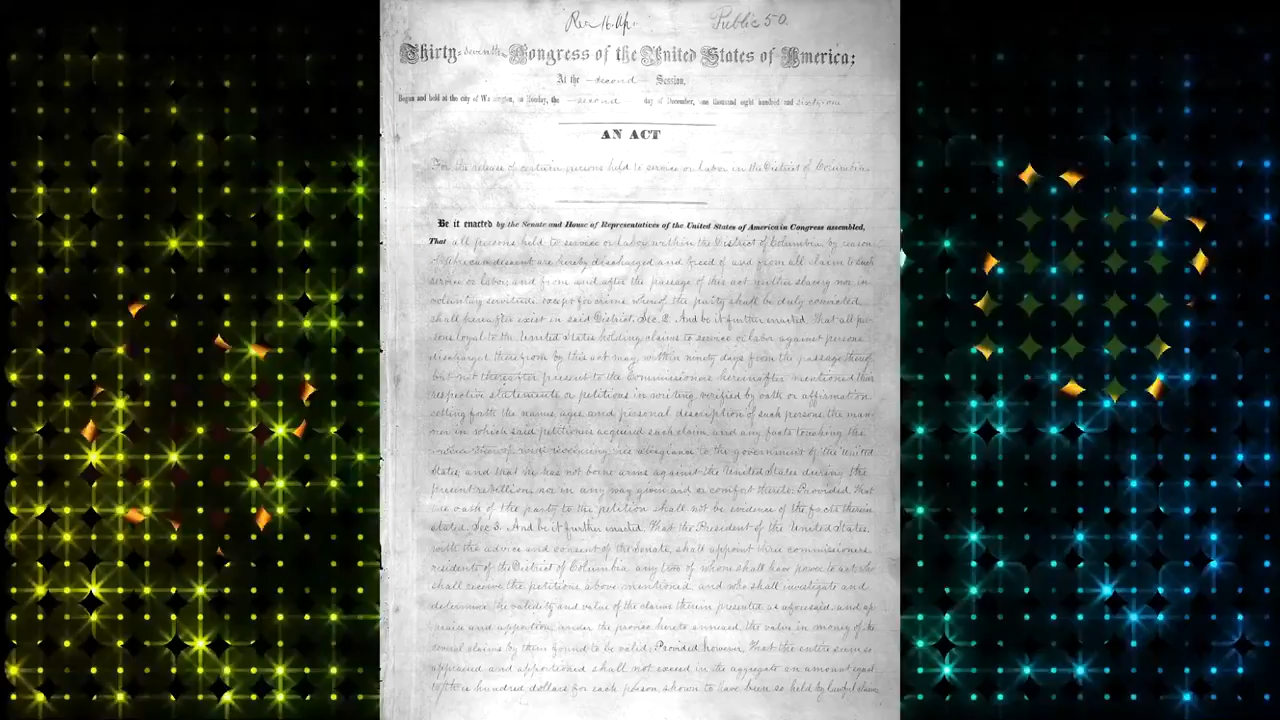 Rec 16. Ap. Public 50.
Thirty-seventh Congress of the United States of America;
At the second Session,
Begun and held at the city of Washington, on Monday, the second day of December, one thousand eight hundred and sixty-one
AN ACT
For the release of certain persons held to service or labor in the District of Columbia.
Be it enacted by the Senate and House of Representatives of the United States of America in Congress assembled,
That all persons held to service or labor within the District of Columbia by reason
African descent are hereby discharged and freed of and from all claim to such
service or labor, and from and after the passage of this act neither slavery nor in-
voluntary servitude, except for crime, whereof the party shall be duly convicted,
shall hereafter exist in said District. Sec. 2. And be it further enacted, That all per-
sons loyal to the United States holding claims to service or labor against persons
discharged therefrom by this act may, within ninety days from the passage thereof,
but not thereafter present to the Commissioners hereinafter mentioned their
respective statements or petitions in writing, verified by oath or affirmation
setting forth the names, ages and personal description of such persons, the man-
ner in which said petitioners acquired such claim, and any facts touching the
value and declaring his allegiance to the government of the United
States, and that he has not borne arms against the United States during the
present rebellion, nor in any way given aid or comfort thereto: Provided, That
the oath of the party to the petition shall not be evidence of the facts therein
stated. Sec 3. And be it further enacted, That the President of the United States,
with the advice and consent of the Senate, shall appoint three commissioners
residents of the District of Columbia any two of whom shall have power to act, who
shall receive the petitions above mentioned, and who shall investigate and
determine the validity and value of the claims therein presented, as aforesaid, and ap-
praise and apportion, under the proviso hereto annexed, the value in money of the
several claims by them found to be valid: Provided, however, That the entire sum so
appraised and apportioned shall not exceed in the aggregate an amount equal
to three hundred dollars for each person shown to have been so held by lawful claim